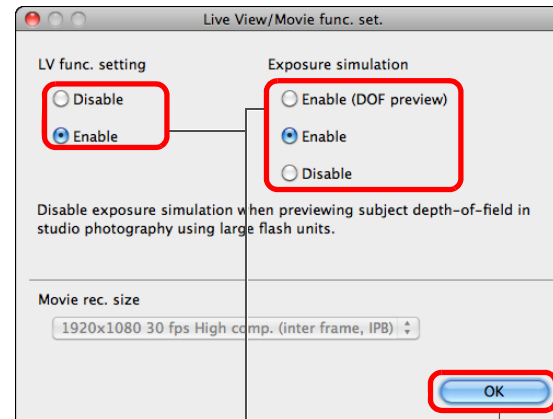 Live View/Movie func. set.
LV func. setting
Disable
Enable
Exposure simulation
Enable (DOF preview)
Enable
Disable
Disable exposure simulation when previewing subject depth-of-field in
studio photography using large flash units.
Movie rec. size
1920x1080 30 fps High comp. (inter frame, IPB)
OK